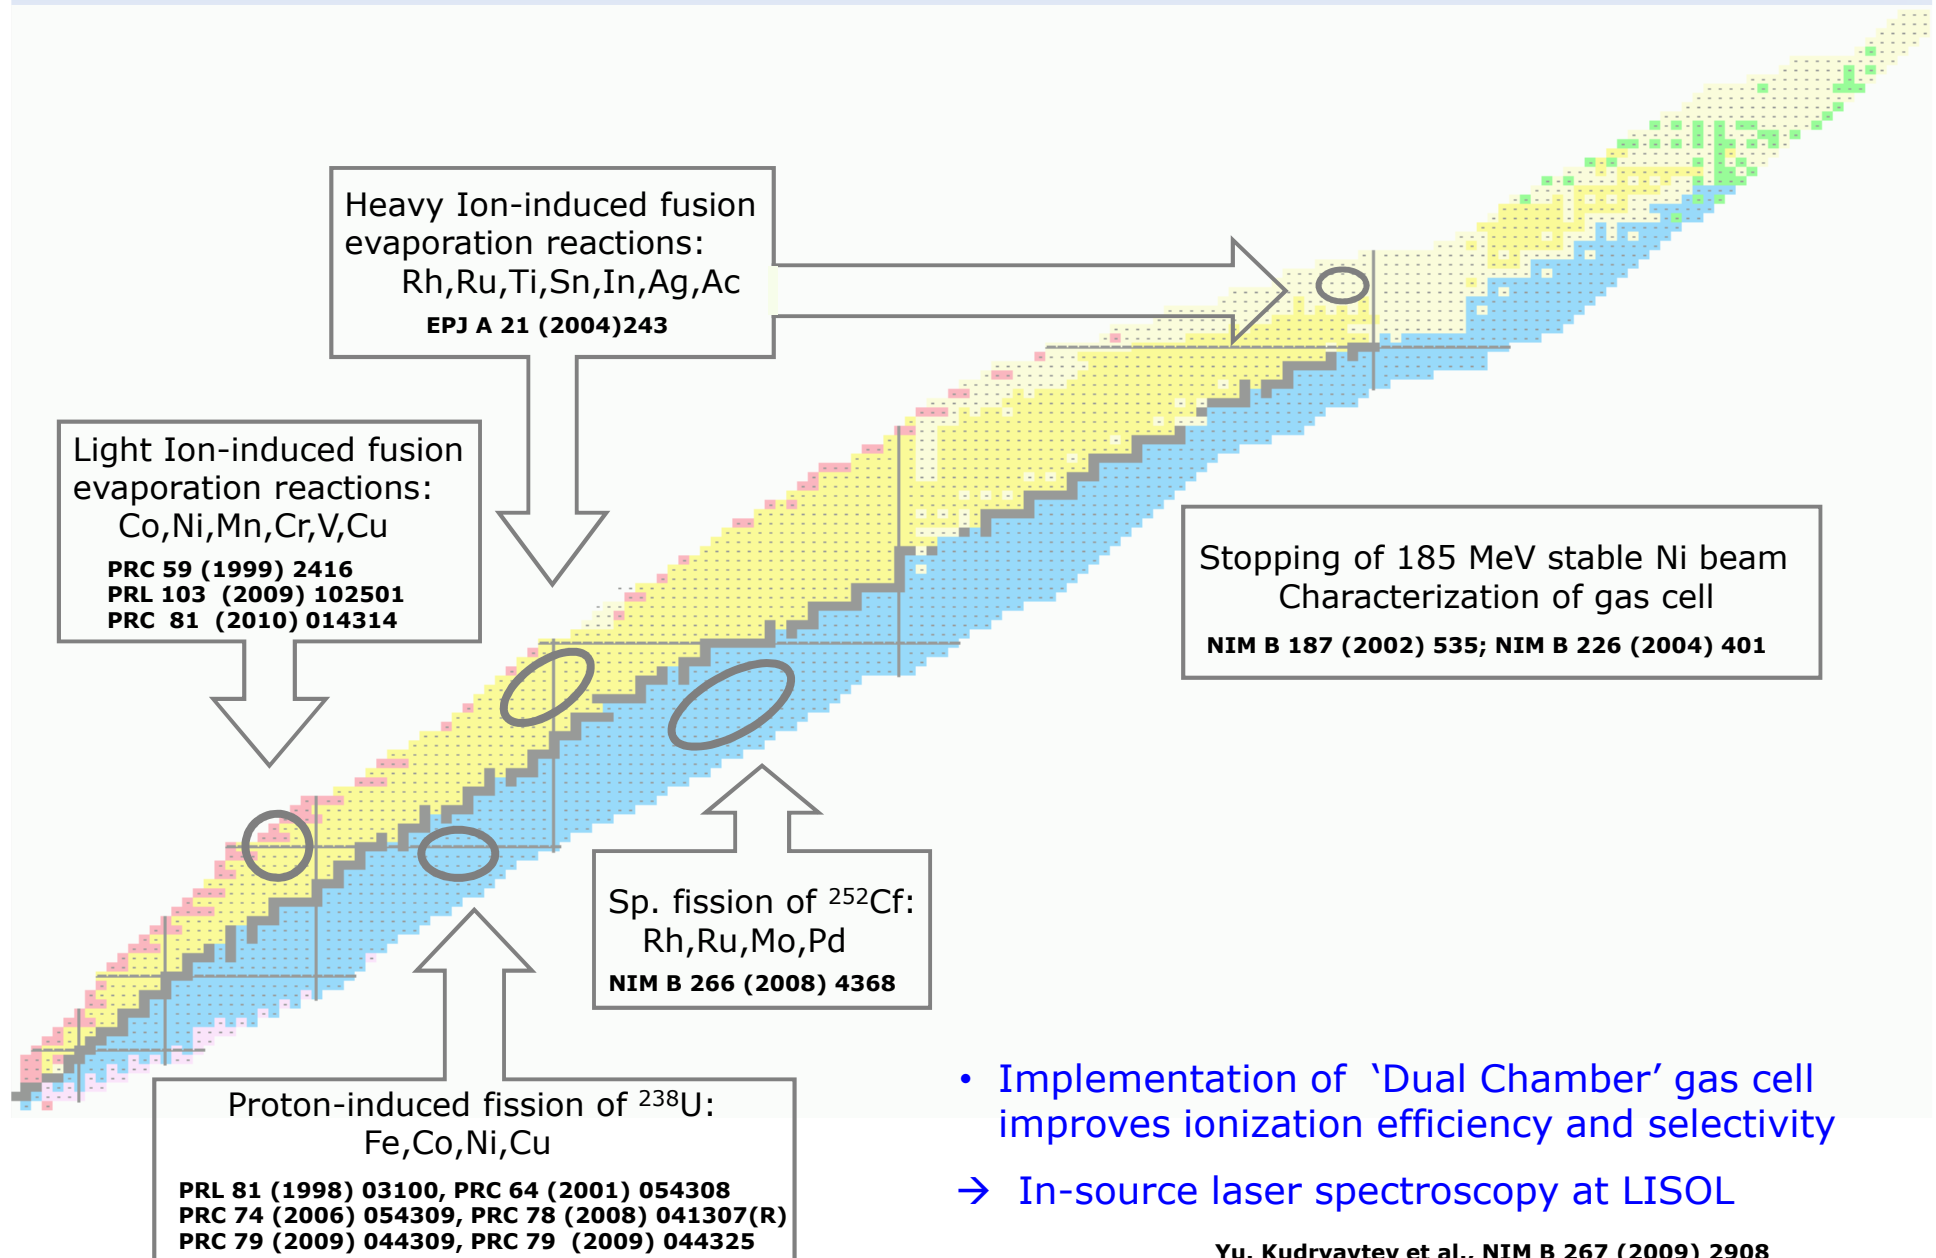 Heavy Ion-induced fusion
evaporation reactions:
Rh,Ru,Ti,Sn,In,Ag,Ac
EPJ A 21 (2004)243
Light Ion-induced fusion
evaporation reactions:
Co,Ni,Mn,Cr,V,Cu
PRC 59 (1999) 2416
PRL 103 (2009) 102501
PRC 81 (2010) 014314
Stopping of 185 MeV stable Ni beam
Characterization of gas cell
NIM B 187 (2002) 535; NIM B 226 (2004) 401
Sp. fission of ²⁵²Cf:
Rh,Ru,Mo,Pd
NIM B 266 (2008) 4368
Proton-induced fission of ²³⁸U:
Fe,Co,Ni,Cu
PRL 81 (1998) 03100, PRC 64 (2001) 054308
PRC 74 (2006) 054309, PRC 78 (2008) 041307(R)
PRC 79 (2009) 044309, PRC 79 (2009) 044325
• Implementation of ‘Dual Chamber’ gas cell
improves ionization efficiency and selectivity
→ In-source laser spectroscopy at LISOL
Yu. Kudryavtev et al., NIM B 267 (2009) 2908